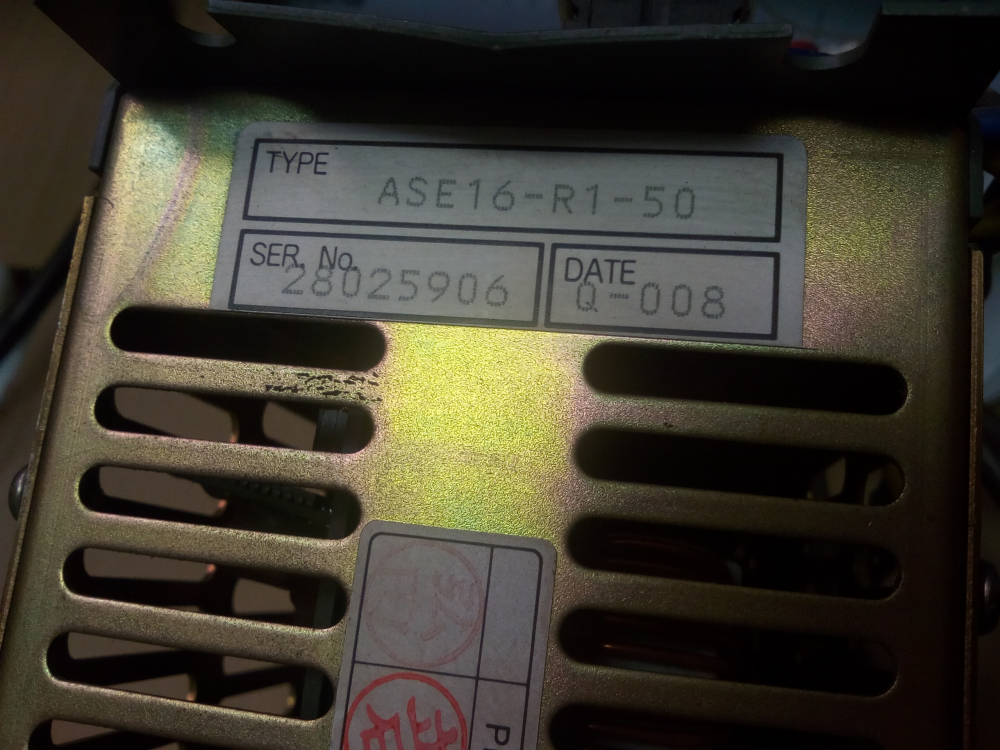 TYPE
ASE16-R1-50
SER. No.
28025906
DATE
Q-008